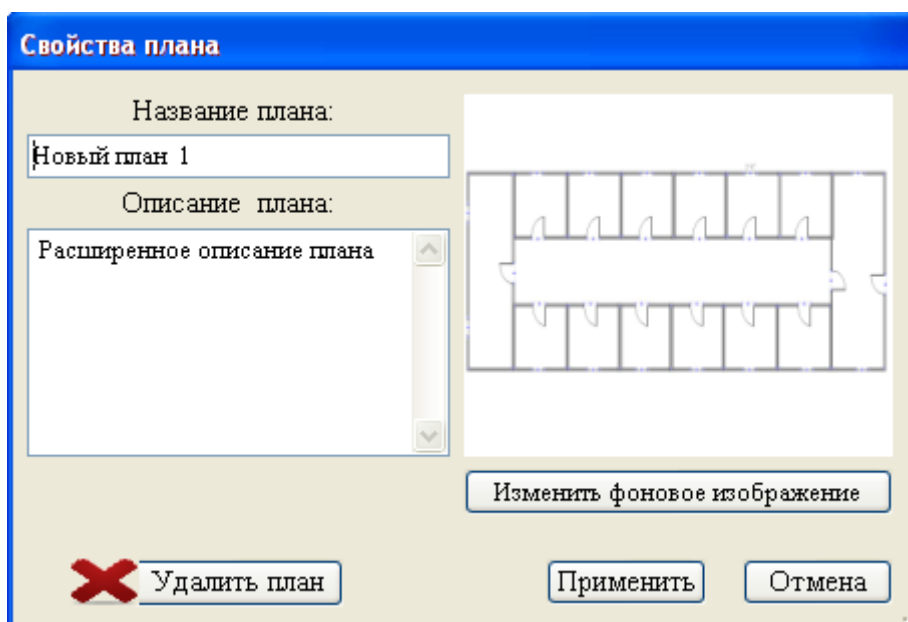 Свойства плана
Название плана:
Новый план 1
Описание плана:
Расширенное описание плана
Изменить фоновое изображение
Удалить план
Применить
Отмена